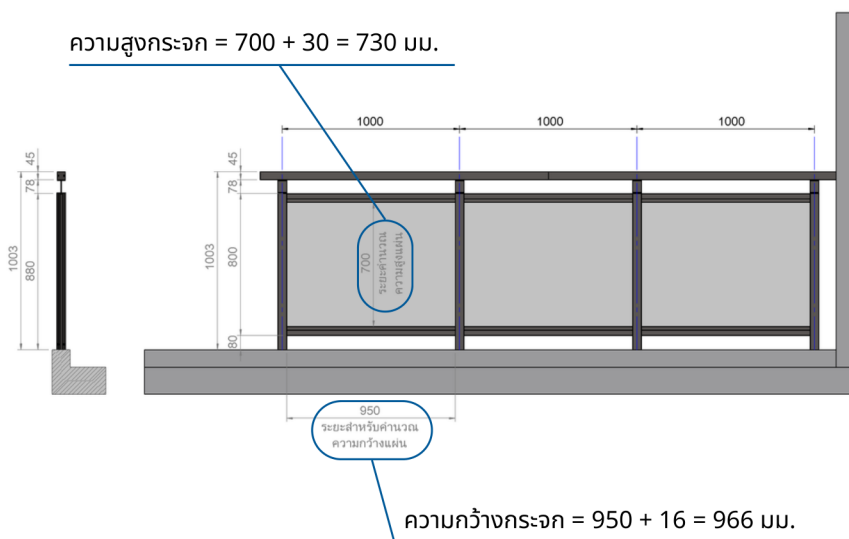 ความสูงกระจก = 700 + 30 = 730 มม.
1000
1000
1000
45
78
1003
880
45
78
1003
800
80
700
ระยะคำนวณ
ความสูงแผ่น
950
ระยะสำหรับคำนวณ
ความกว้างแผ่น
ความกว้างกระจก = 950 + 16 = 966 มม.